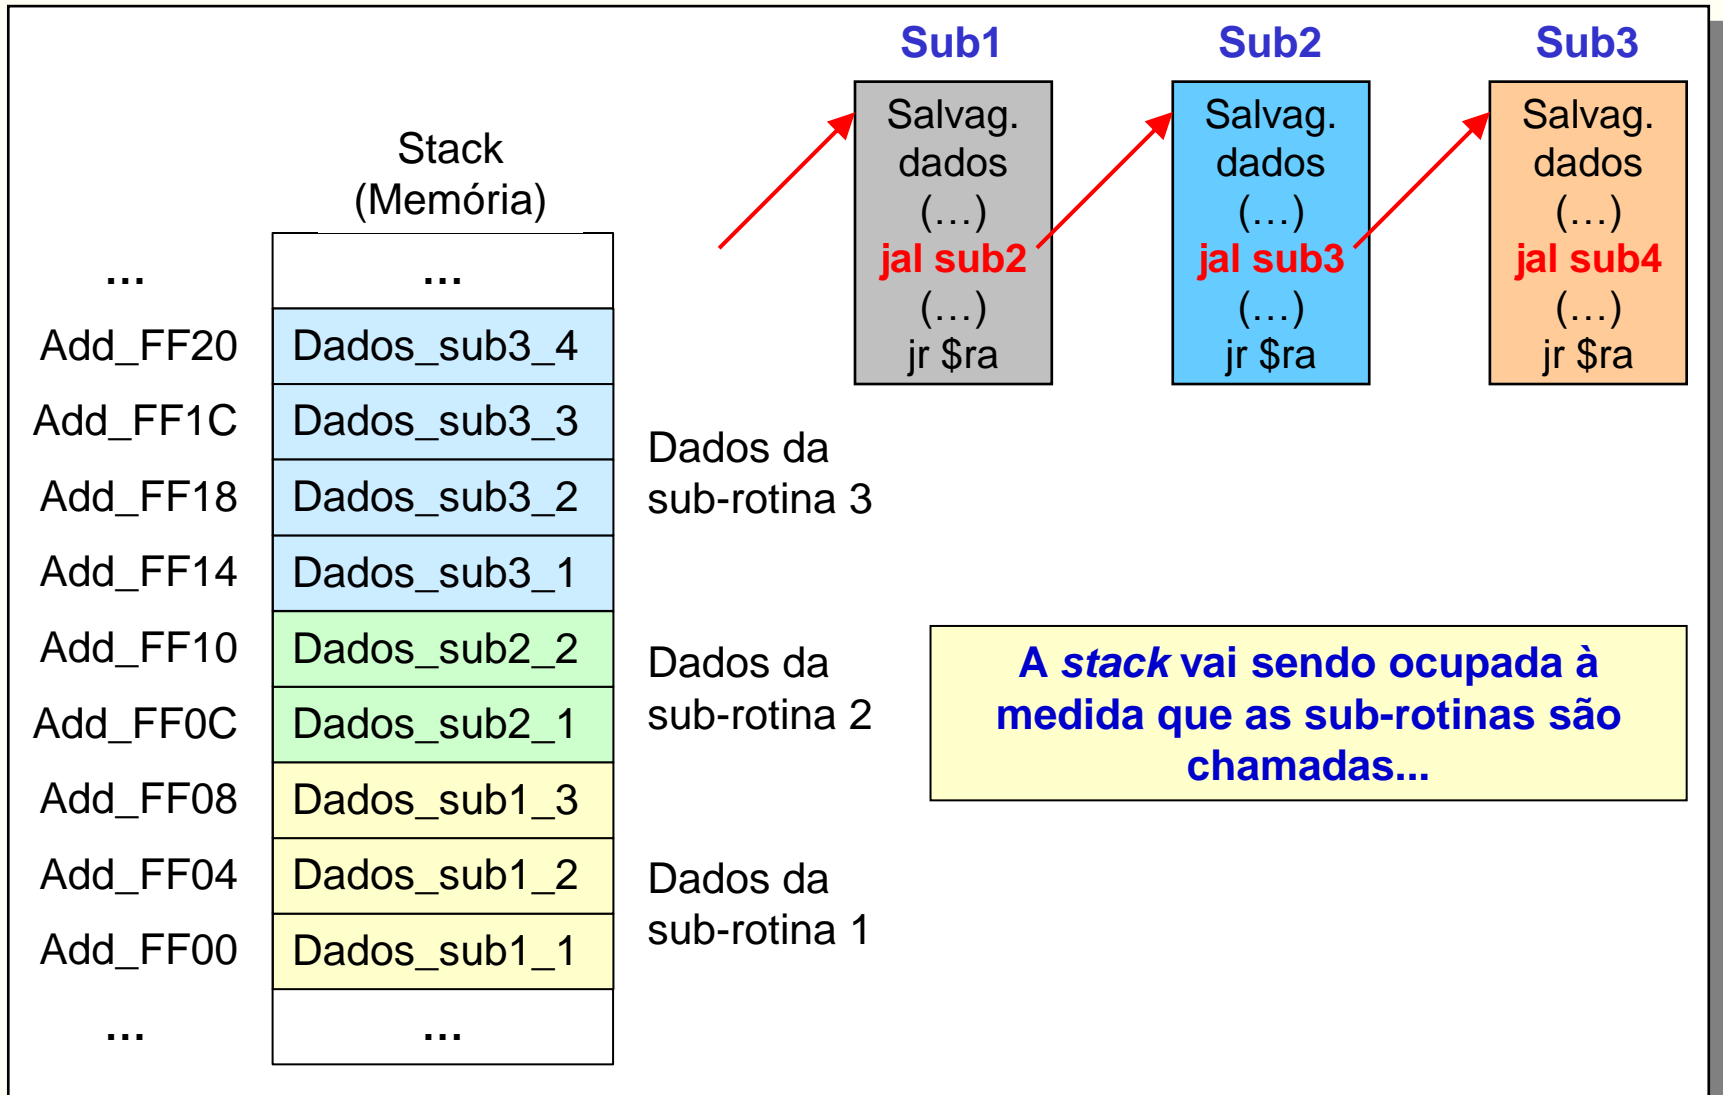 Sub1
Salvag.
dados
(…)
jal sub2
(…)
jr $ra
Sub2
Salvag.
dados
(…)
jal sub3
(…)
jr $ra
Sub3
Salvag.
dados
(…)
jal sub4
(…)
jr $ra
Stack
(Memória)
... ...
Add_FF20 Dados_sub3_4
Add_FF1C Dados_sub3_3
Add_FF18 Dados_sub3_2
Add_FF14 Dados_sub3_1
Add_FF10 Dados_sub2_2
Add_FF0C Dados_sub2_1
Add_FF08 Dados_sub1_3
Add_FF04 Dados_sub1_2
Add_FF00 Dados_sub1_1
... ...
Dados da
sub-rotina 3
Dados da
sub-rotina 2
Dados da
sub-rotina 1
A stack vai sendo ocupada à
medida que as sub-rotinas são
chamadas...